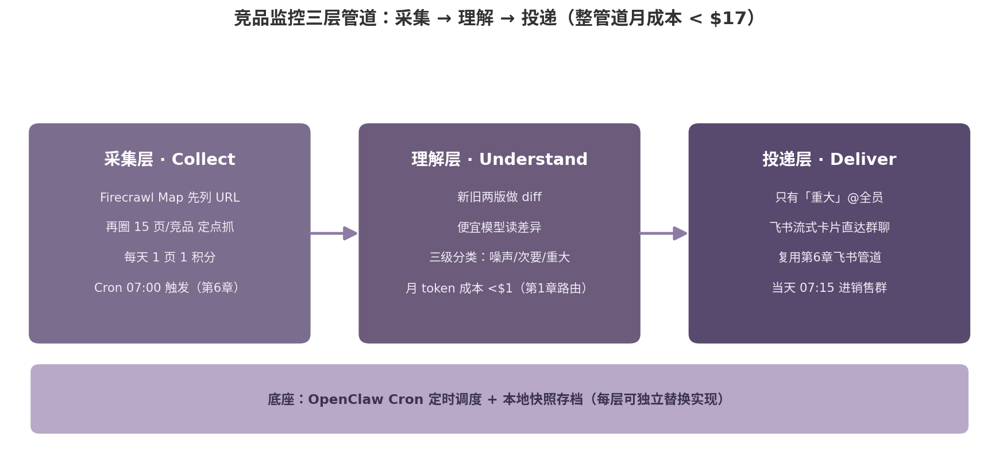 竞品监控三层管道：采集 → 理解 → 投递（整管道月成本 < $17）
采集层 · Collect
Firecrawl Map 先列 URL
再圈 15 页/竞品 定点抓
每天 1 页 1 积分
Cron 07:00 触发（第6章）
理解层 · Understand
新旧两版做 diff
便宜模型读差异
三级分类：噪声/次要/重大
月 token 成本 <$1（第1章路由）
投递层 · Deliver
只有「重大」@全员
飞书流式卡片直达群聊
复用第6章飞书管道
当天 07:15 进销售群
底座：OpenClaw Cron 定时调度 + 本地快照存档（每层可独立替换实现）